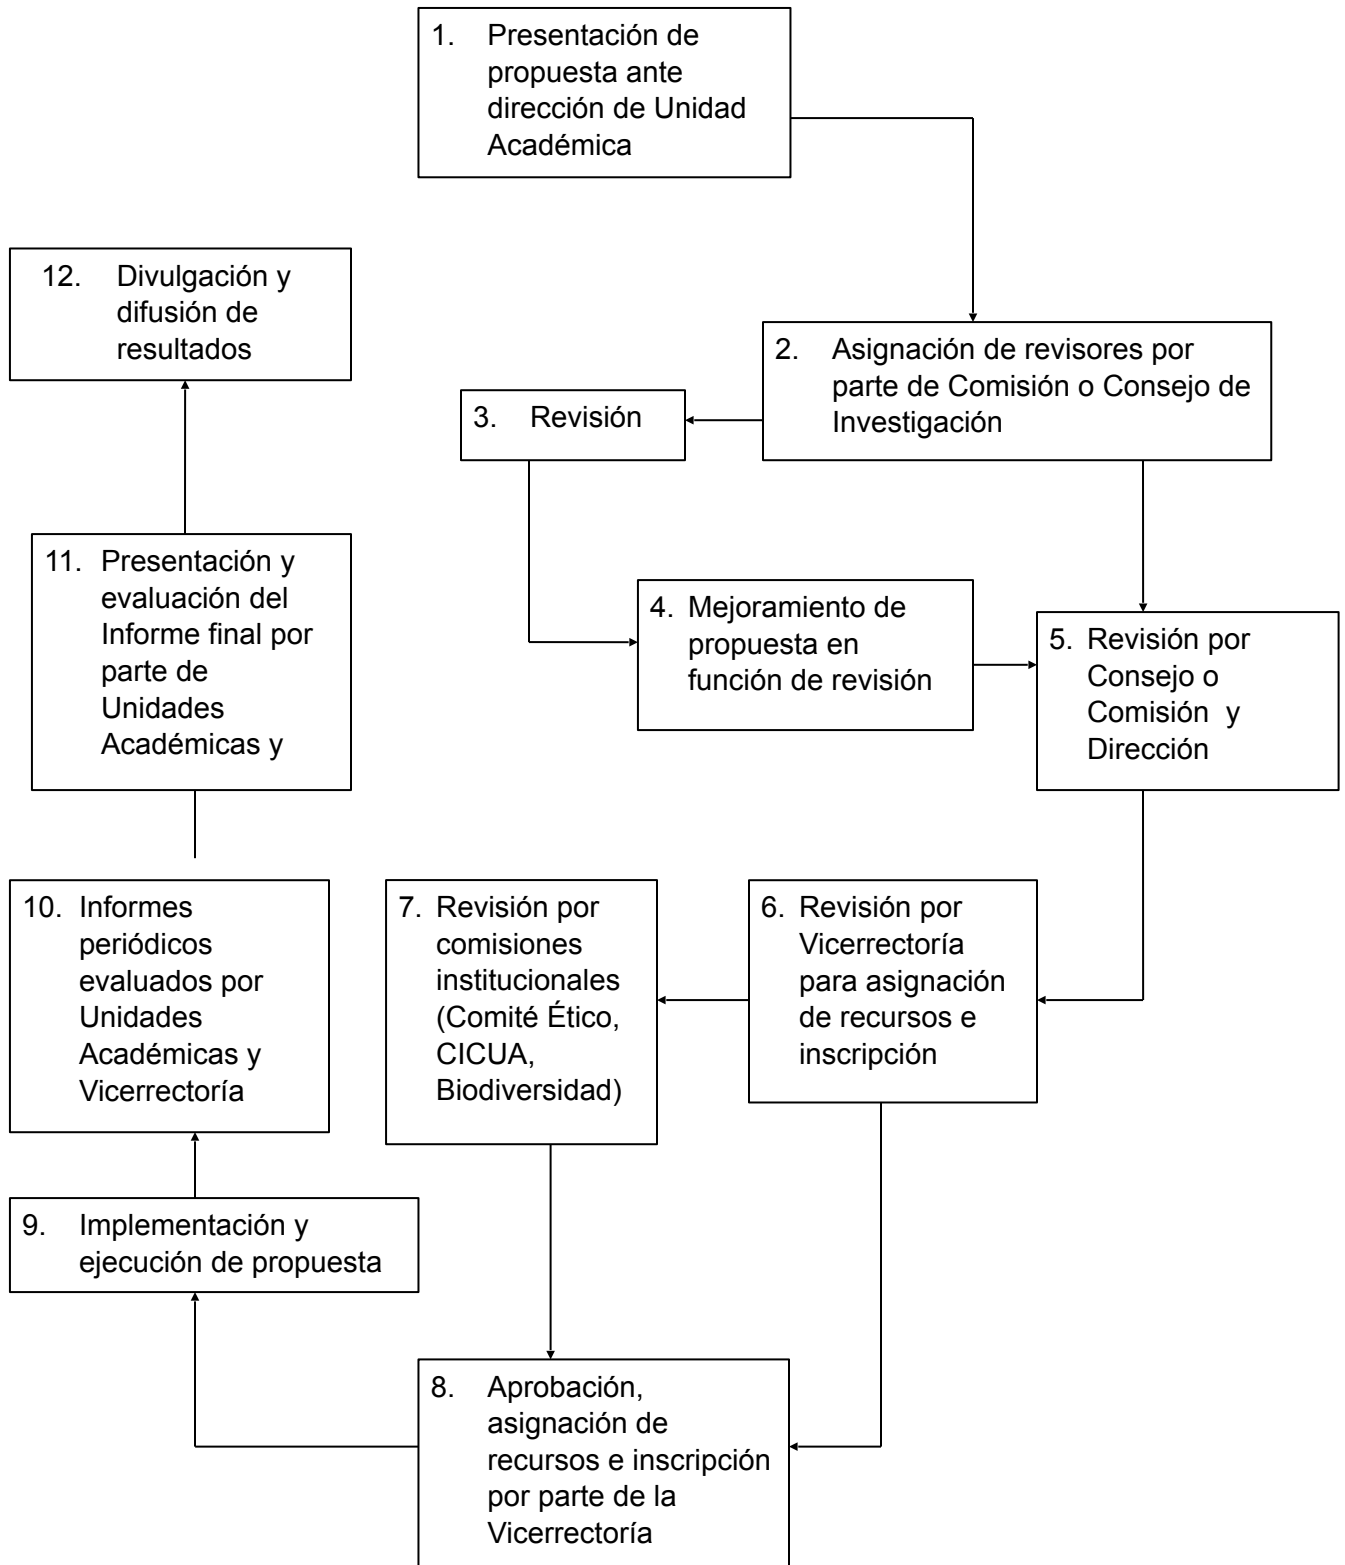 1. Presentación de
propuesta ante
dirección de Unidad
Académica
2. Asignación de revisores por
parte de Comisión o Consejo de
Investigación
3. Revisión
4. Mejoramiento de
propuesta en
función de revisión
5. Revisión por
Consejo o
Comisión y
Dirección
6. Revisión por
Vicerrectoría
para asignación
de recursos e
inscripción
7. Revisión por
comisiones
institucionales
(Comité Ético,
CICUA,
Biodiversidad)
8. Aprobación,
asignación de
recursos e inscripción
por parte de la
Vicerrectoría
9. Implementación y
ejecución de propuesta
10. Informes
periódicos
evaluados por
Unidades
Académicas y
Vicerrectoría
11. Presentación y
evaluación del
Informe final por
parte de
Unidades
Académicas y
12. Divulgación y
difusión de
resultados